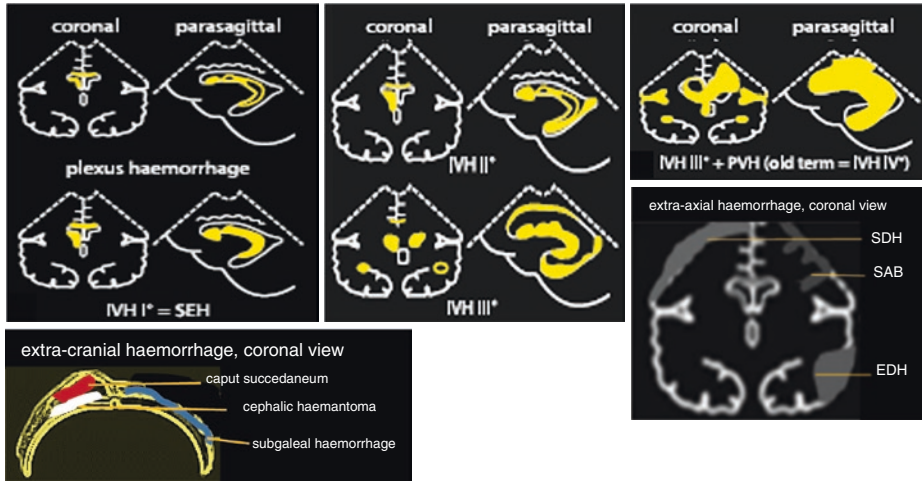 coronal parasagittal
plexus haemorrhage
IVH I° = SEH
coronal parasagittal
IVH II°
IVH III°
coronal parasagittal
IVH III° + PVH (old term = IVH IV°)
extra-axial haemorrhage, coronal view
SDH
SAB
EDH
extra-cranial haemorrhage, coronal view
caput succedaneum
cephalic haemantoma
subgaleal haemorrhage